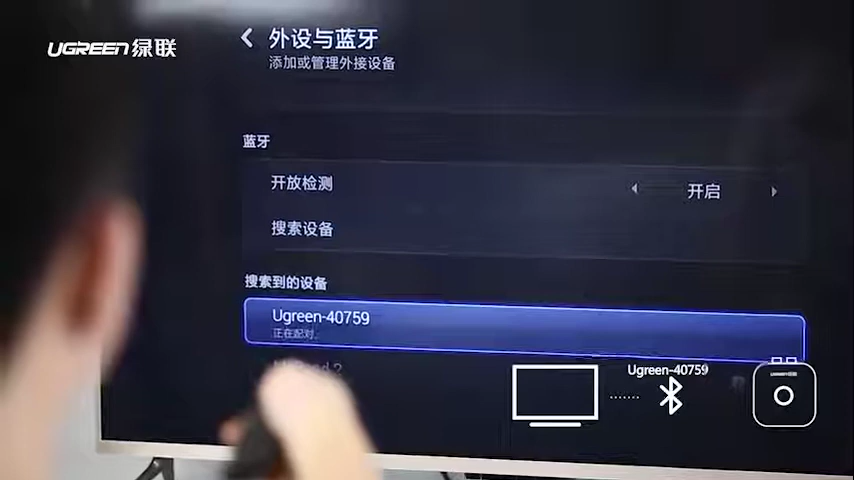 UGREEN绿联
外设与蓝牙
添加或管理外接设备
蓝牙
开放检测
开启
搜索设备
搜索到的设备
Ugreen-40759
正在配对.
Ugreen-40759